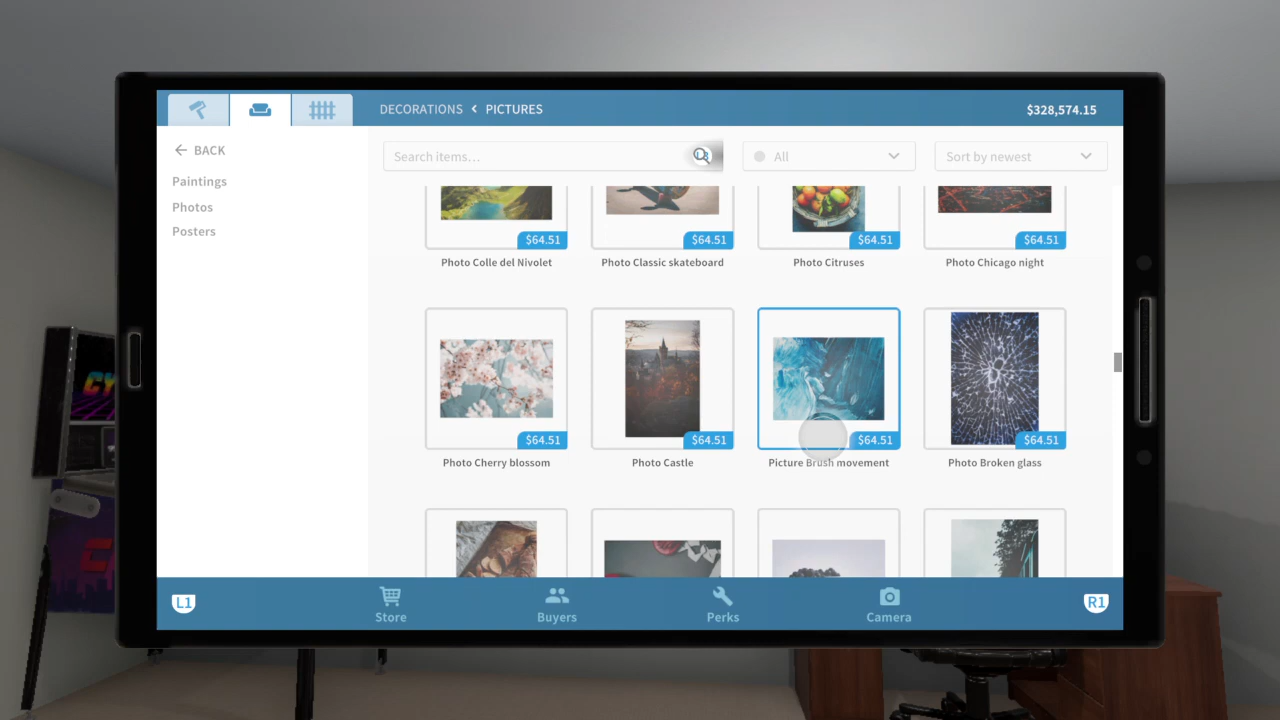 DECORATIONS < PICTURES
$328,574.15
BACK
Search items...
All
Sort by newest
Paintings
Photos
Posters
$64.51
$64.51
$64.51
$64.51
Photo Colle del Nivolet
Photo Classic skateboard
Photo Citruses
Photo Chicago night
$64.51
$64.51
$64.51
$64.51
Photo Cherry blossom
Photo Castle
Picture Brush movement
Photo Broken glass
L1
Store
Buyers
Perks
Camera
R1